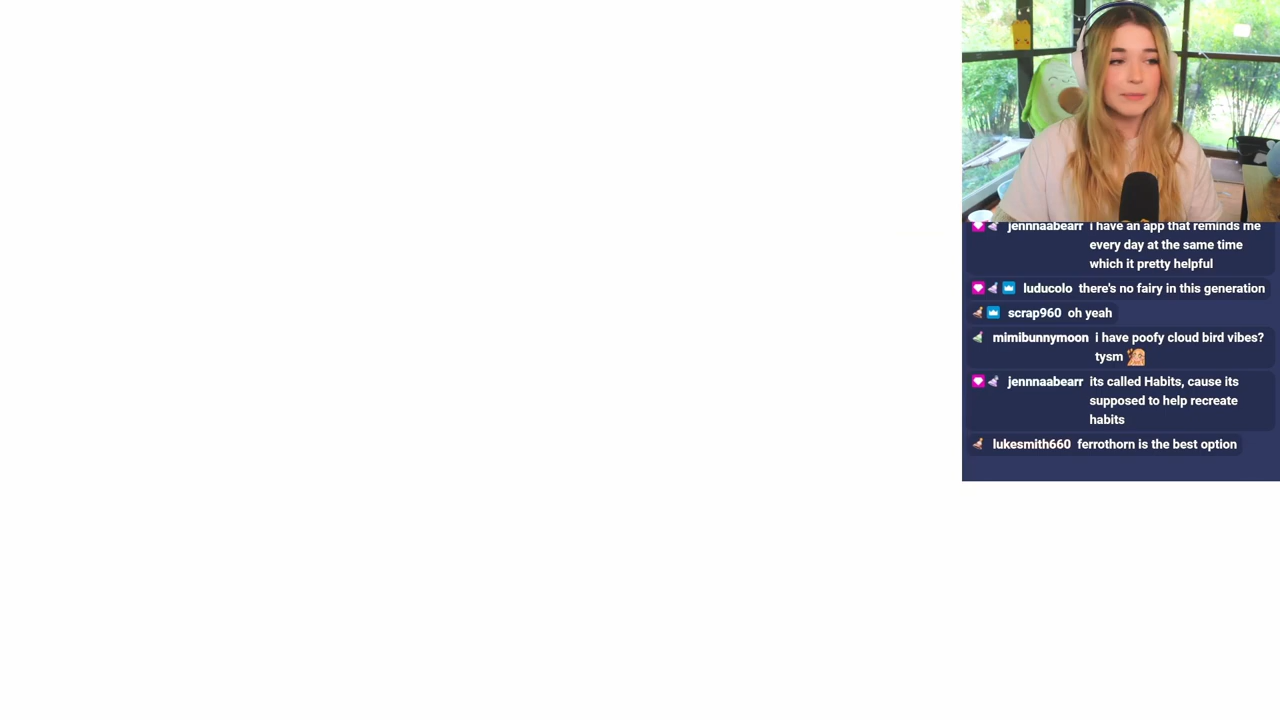 jennnaabearr i have an app that reminds me
every day at the same time
which it pretty helpful
luducolo there's no fairy in this generation
scrap960 oh yeah
mimibunnymoon i have poofy cloud bird vibes?
tysm
jennnaabearr its called Habits, cause its
supposed to help recreate
habits
lukesmith660 ferrothorn is the best option